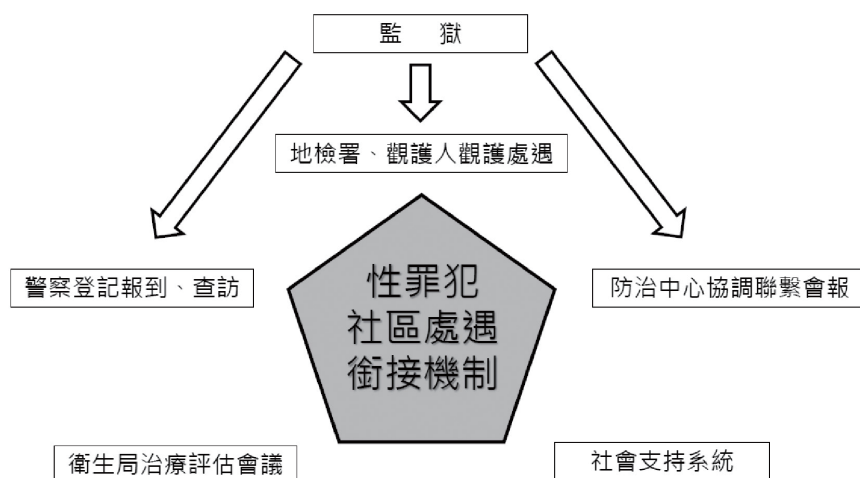 監獄
地檢署、觀護人觀護處遇
警察登記報到、查訪
防治中心協調聯繫會報
性罪犯
社區處遇
銜接機制
衛生局治療評估會議
社會支持系統